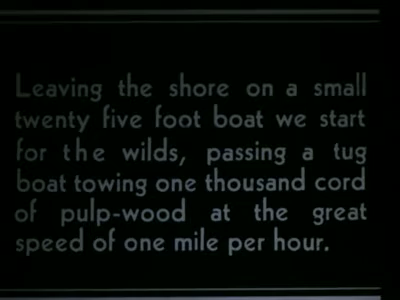 Leaving the shore on a small
twenty five foot boat we start
for the wilds, passing a tug
boat towing one thousand cord
of pulp-wood at the great
speed of one mile per hour.